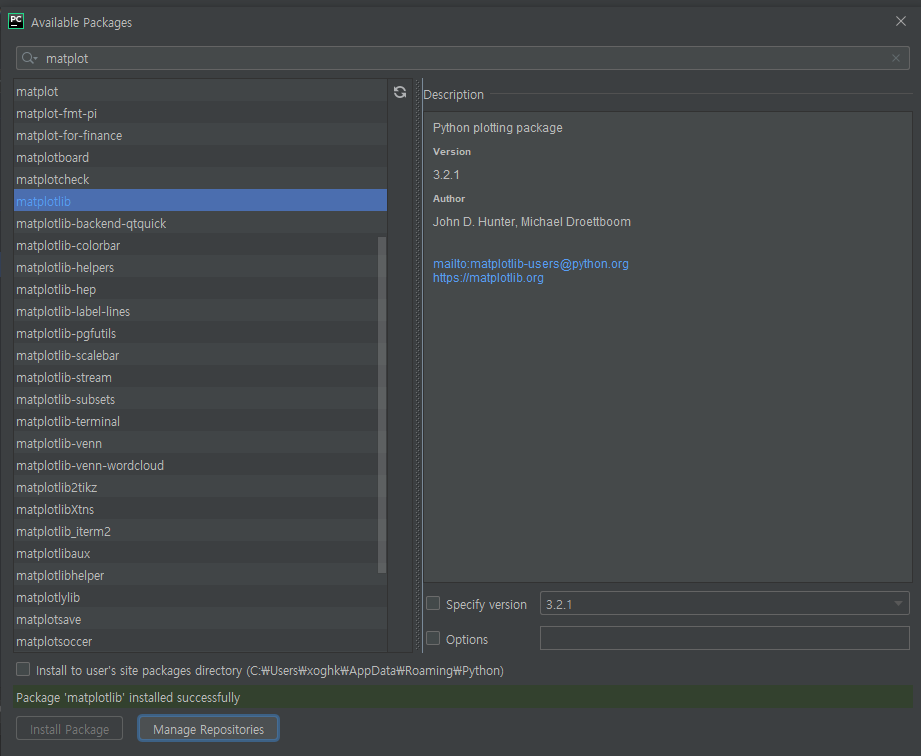 PC
Available Packages
matplot
matplot
matplot-fmt-pi
matplot-for-finance
matplotboard
matplotcheck
matplotlib
matplotlib-backend-qtquick
matplotlib-colorbar
matplotlib-helpers
matplotlib-hep
matplotlib-label-lines
matplotlib-pgfutils
matplotlib-scalebar
matplotlib-stream
matplotlib-subsets
matplotlib-terminal
matplotlib-venn
matplotlib-venn-wordcloud
matplotlib2tikz
matplotlibXtns
matplotlib_iterm2
matplotlibaux
matplotlibhelper
matplotlylib
matplotsave
matplotsoccer
Description
Python plotting package
Version
3.2.1
Author
John D. Hunter, Michael Droettboom
mailto:matplotlib-users@python.org
https://matplotlib.org
Specify version
3.2.1
Options
Install to user's site packages directory (C:₩Users₩xoghk₩AppData₩Roaming₩Python)
Package 'matplotlib' installed successfully
Install Package
Manage Repositories